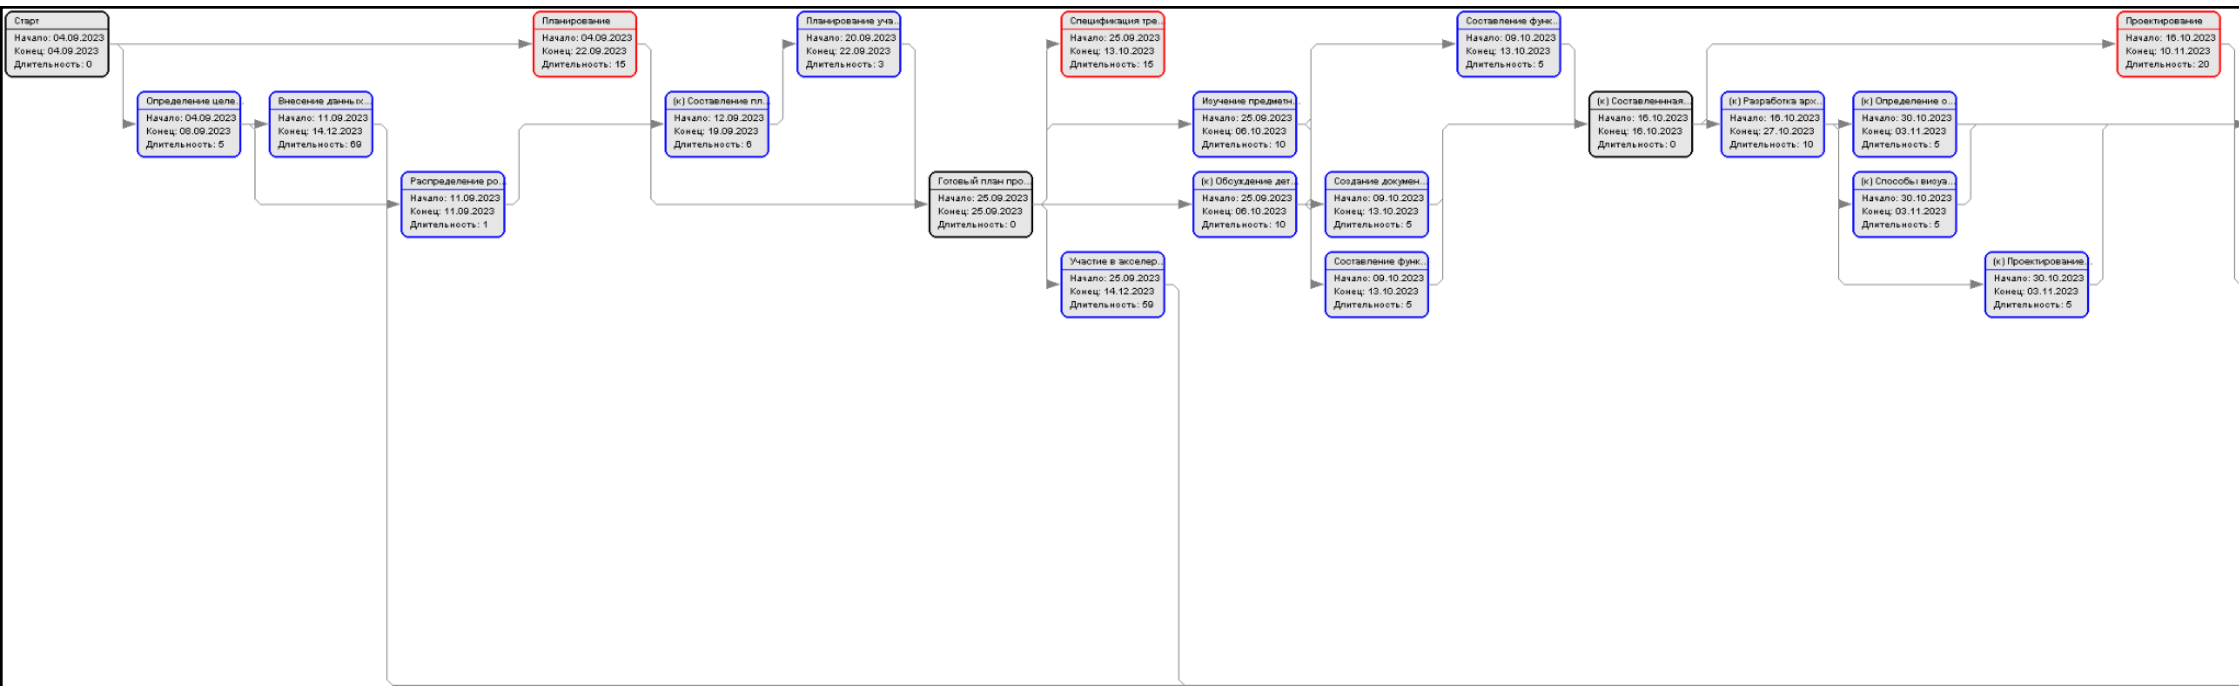 Старт
Начало: 04.09.2023
Конец: 04.09.2023
Длительность: 0
Планирование
Начало: 04.09.2023
Конец: 22.09.2023
Длительность: 15
Планирование уча..
Начало: 20.09.2023
Конец: 22.09.2023
Длительность: 3
Спецификация тре..
Начало: 25.09.2023
Конец: 13.10.2023
Длительность: 15
Составление функ..
Начало: 09.10.2023
Конец: 13.10.2023
Длительность: 5
Проектирование
Начало: 16.10.2023
Конец: 10.11.2023
Длительность: 20
Определение целе..
Начало: 04.09.2023
Конец: 08.09.2023
Длительность: 5
Внесение данных..
Начало: 11.09.2023
Конец: 14.12.2023
Длительность: 69
(к) Составление пл..
Начало: 12.09.2023
Конец: 19.09.2023
Длительность: 6
Изучение предметн..
Начало: 25.09.2023
Конец: 06.10.2023
Длительность: 10
(к) Составленнная..
Начало: 16.10.2023
Конец: 16.10.2023
Длительность: 0
(к) Разработка арх..
Начало: 16.10.2023
Конец: 27.10.2023
Длительность: 10
(к) Определение о..
Начало: 30.10.2023
Конец: 03.11.2023
Длительность: 5
Распределение ро..
Начало: 11.09.2023
Конец: 11.09.2023
Длительность: 1
Готовый план про..
Начало: 25.09.2023
Конец: 25.09.2023
Длительность: 0
(к) Обсуждение дет..
Начало: 25.09.2023
Конец: 06.10.2023
Длительность: 10
Создание докумен..
Начало: 09.10.2023
Конец: 13.10.2023
Длительность: 5
(к) Способы визуа..
Начало: 30.10.2023
Конец: 03.11.2023
Длительность: 5
Участие в акселер..
Начало: 25.09.2023
Конец: 14.12.2023
Длительность: 59
Составление функ..
Начало: 09.10.2023
Конец: 13.10.2023
Длительность: 5
(к) Проектирование..
Начало: 30.10.2023
Конец: 03.11.2023
Длительность: 5